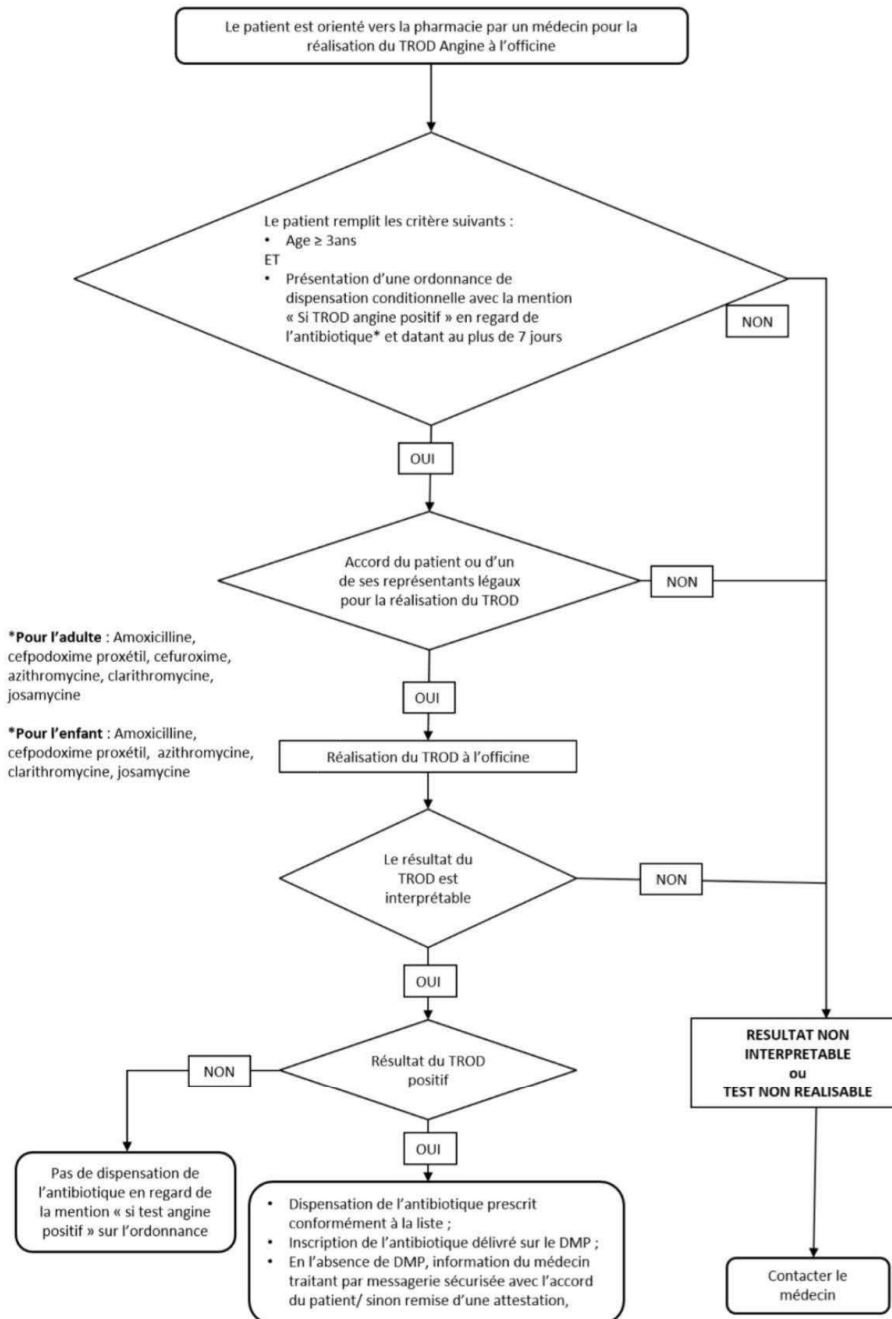 Le patient est orienté vers la pharmacie par un médecin pour la
réalisation du TROD Angine à l’officine
Le patient remplit les critère suivants :
• Age ≥ 3ans
ET
• Présentation d’une ordonnance de
dispensation conditionnelle avec la mention
« Si TROD angine positif » en regard de
l’antibiotique* et datant au plus de 7 jours
NON
OUI
Accord du patient ou d’un
de ses représentants légaux
pour la réalisation du TROD
NON
*Pour l’adulte : Amoxicilline,
cefpodoxime proxétil, cefuroxime,
azithromycine, clarithromycine,
josamycine
OUI
*Pour l’enfant : Amoxicilline,
cefpodoxime proxétil, azithromycine,
clarithromycine, josamycine
Réalisation du TROD à l’officine
Le résultat du
TROD est
interprétable
NON
OUI
Résultat du TROD
positif
NON
RESULTAT NON
INTERPRETABLE
ou
TEST NON REALISABLE
OUI
Pas de dispensation de
l’antibiotique en regard de
la mention « si test angine
positif » sur l’ordonnance
• Dispensation de l’antibiotique prescrit
conformément à la liste ;
• Inscription de l’antibiotique délivré sur le DMP ;
• En l’absence de DMP, information du médecin
traitant par messagerie sécurisée avec l’accord
du patient/ sinon remise d’une attestation,
Contacter le
médecin